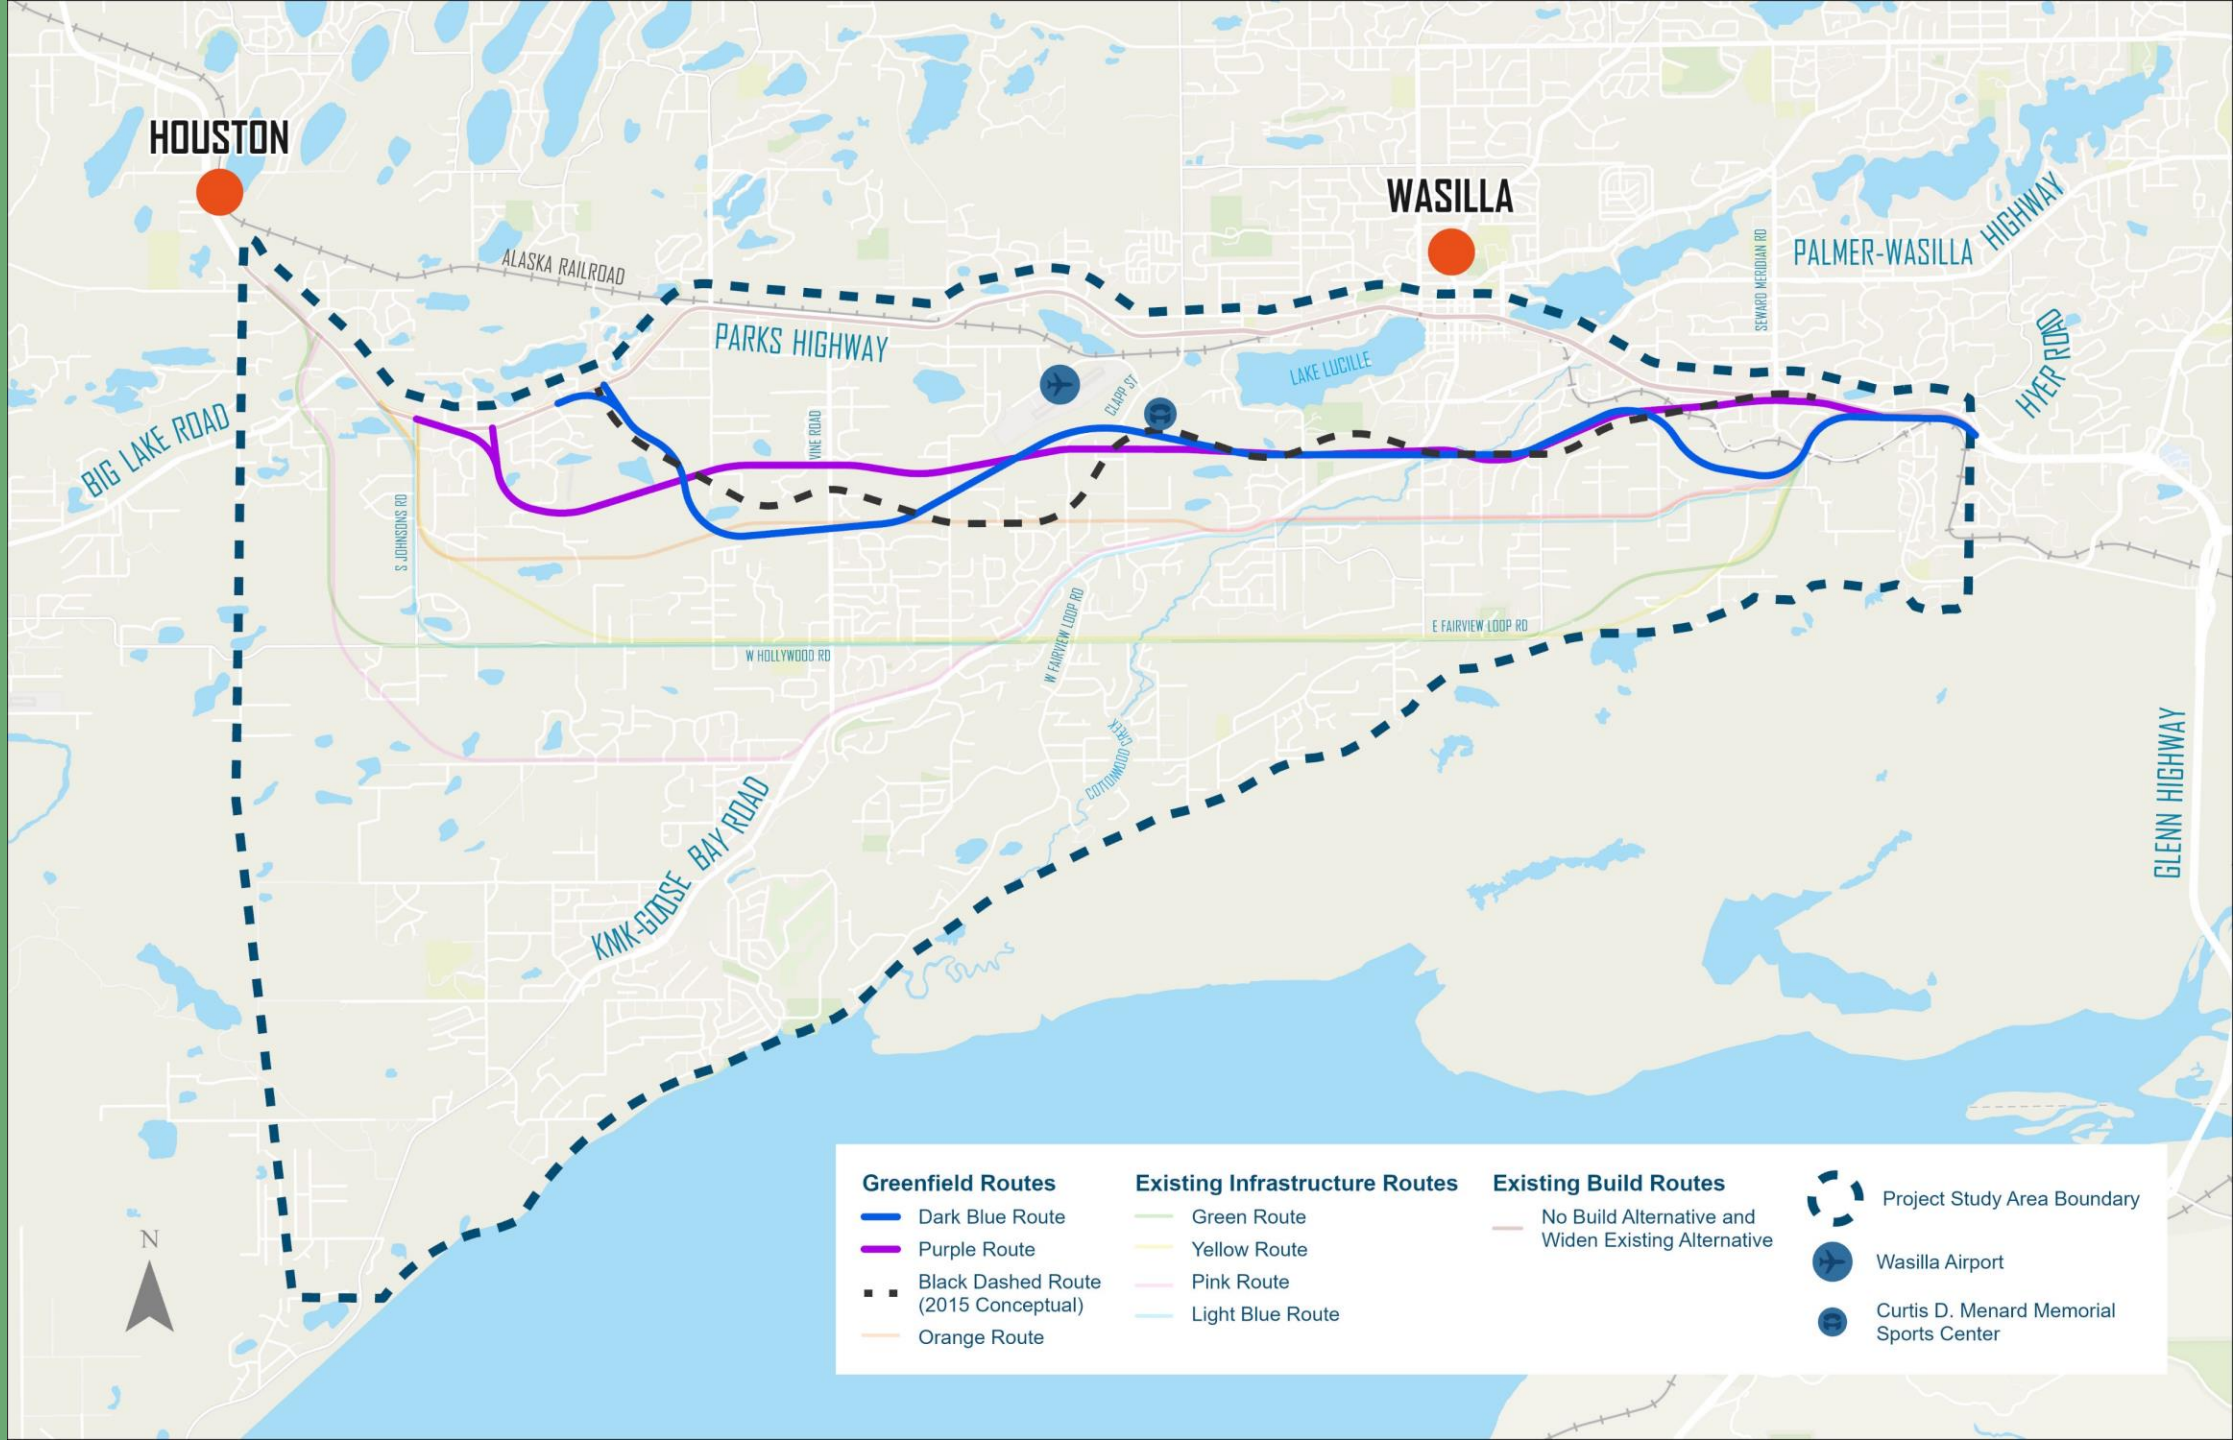 HOUSTON
WASILLA
PALMER-WASILLA HIGHWAY
SEWARD MERIDIAN RD
ALASKA RAILROAD
PARKS HIGHWAY
HYER ROAD
LAKE LUCILLE
CLAPP ST
VINE ROAD
BIG LAKE ROAD
S JOHNSONS RD
W HOLLYWOOD RD
W FAIRVIEW LOOP RD
E FAIRVIEW LOOP RD
COTTONWOOD CREEK
KMK-GOOSE BAY ROAD
GLENN HIGHWAY
N
Greenfield Routes
Dark Blue Route
Purple Route
Black Dashed Route
(2015 Conceptual)
Orange Route
Existing Infrastructure Routes
Green Route
Yellow Route
Pink Route
Light Blue Route
Existing Build Routes
No Build Alternative and
Widen Existing Alternative
Project Study Area Boundary
Wasilla Airport
Curtis D. Menard Memorial
Sports Center